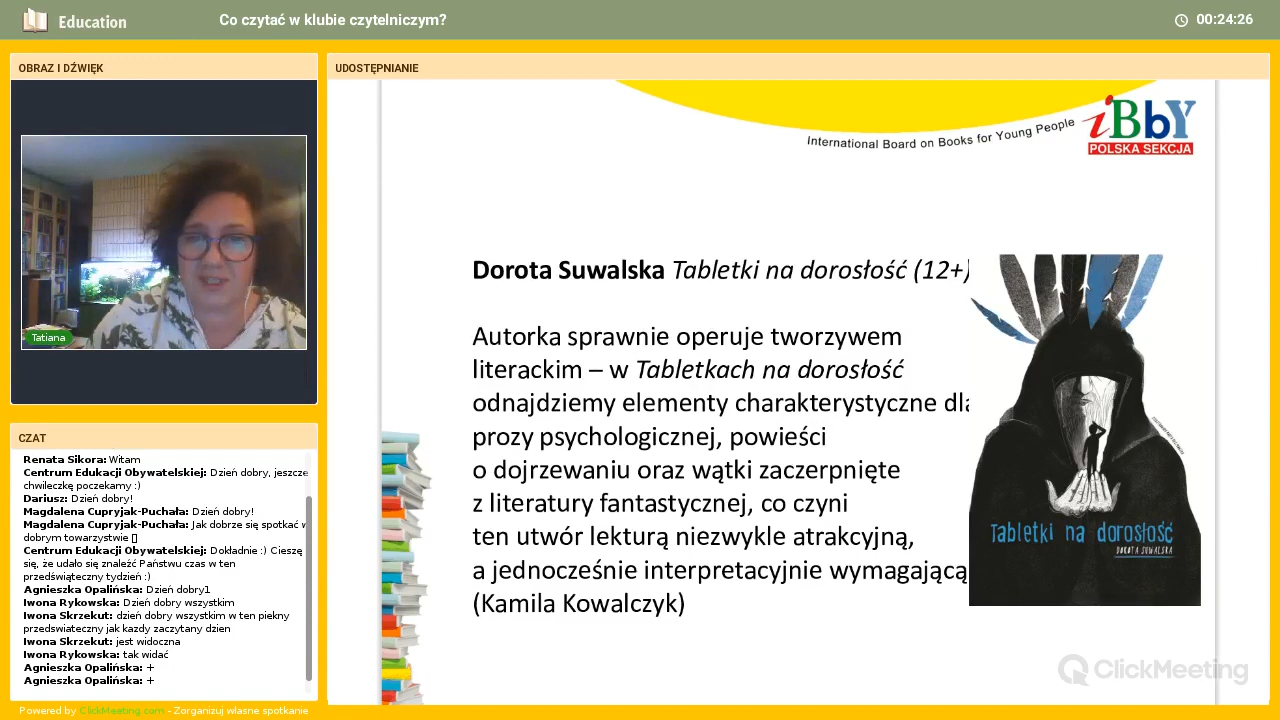 Education
Co czytać w klubie czytelniczym?
00:24:26
OBRAZ I DŹWIĘK
Tatiana
CZAT
Renata Sikora: Witam
Centrum Edukacji Obywatelskiej: Dzień dobry, jeszcze
chwileczkę poczekamy :)
Dariusz: Dzień dobry!
Magdalena Cupryjak-Puchała: Dzień dobry!
Magdalena Cupryjak-Puchała: Jak dobrze się spotkać w
dobrym towarzystwie []
Centrum Edukacji Obywatelskiej: Dokładnie :) Cieszę
się, że udało się znaleźć Państwu czas w ten
przedświąteczny tydzień :)
Agnieszka Opalińska: Dzień dobry1
Iwona Rykowska: Dzień dobry wszystkim
Iwona Skrzekut: dzień dobry wszystkim w ten piekny
przedswiateczny jak kazdy zaczytany dzien
Iwona Skrzekut: jest widoczna
Iwona Rykowska: tak widać
Agnieszka Opalińska: +
Agnieszka Opalińska: +
Powered by ClickMeeting.com - Zorganizuj własne spotkanie
UDOSTĘPNIANIE
International Board on Books for Young People
iBbY
POLSKA SEKCJA
Dorota Suwalska Tabletki na dorosłość (12+)
Autorka sprawnie operuje tworzywem
literackim – w Tabletkach na dorosłość
odnajdziemy elementy charakterystyczne dla
prozy psychologicznej, powieści
o dojrzewaniu oraz wątki zaczerpnięte
z literatury fantastycznej, co czyni
ten utwór lekturą niezwykle atrakcyjną,
a jednocześnie interpretacyjnie wymagającą
(Kamila Kowalczyk)
Tabletki na dorosłość
DOROTA SUWALSKA
ClickMeeting